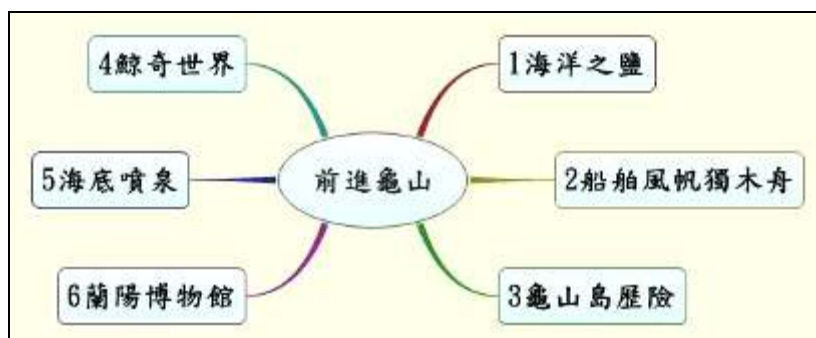 前進龜山
1海洋之鹽
2船舶風帆獨木舟
3龜山島歷險
4鯨奇世界
5海底噴泉
6蘭陽博物館